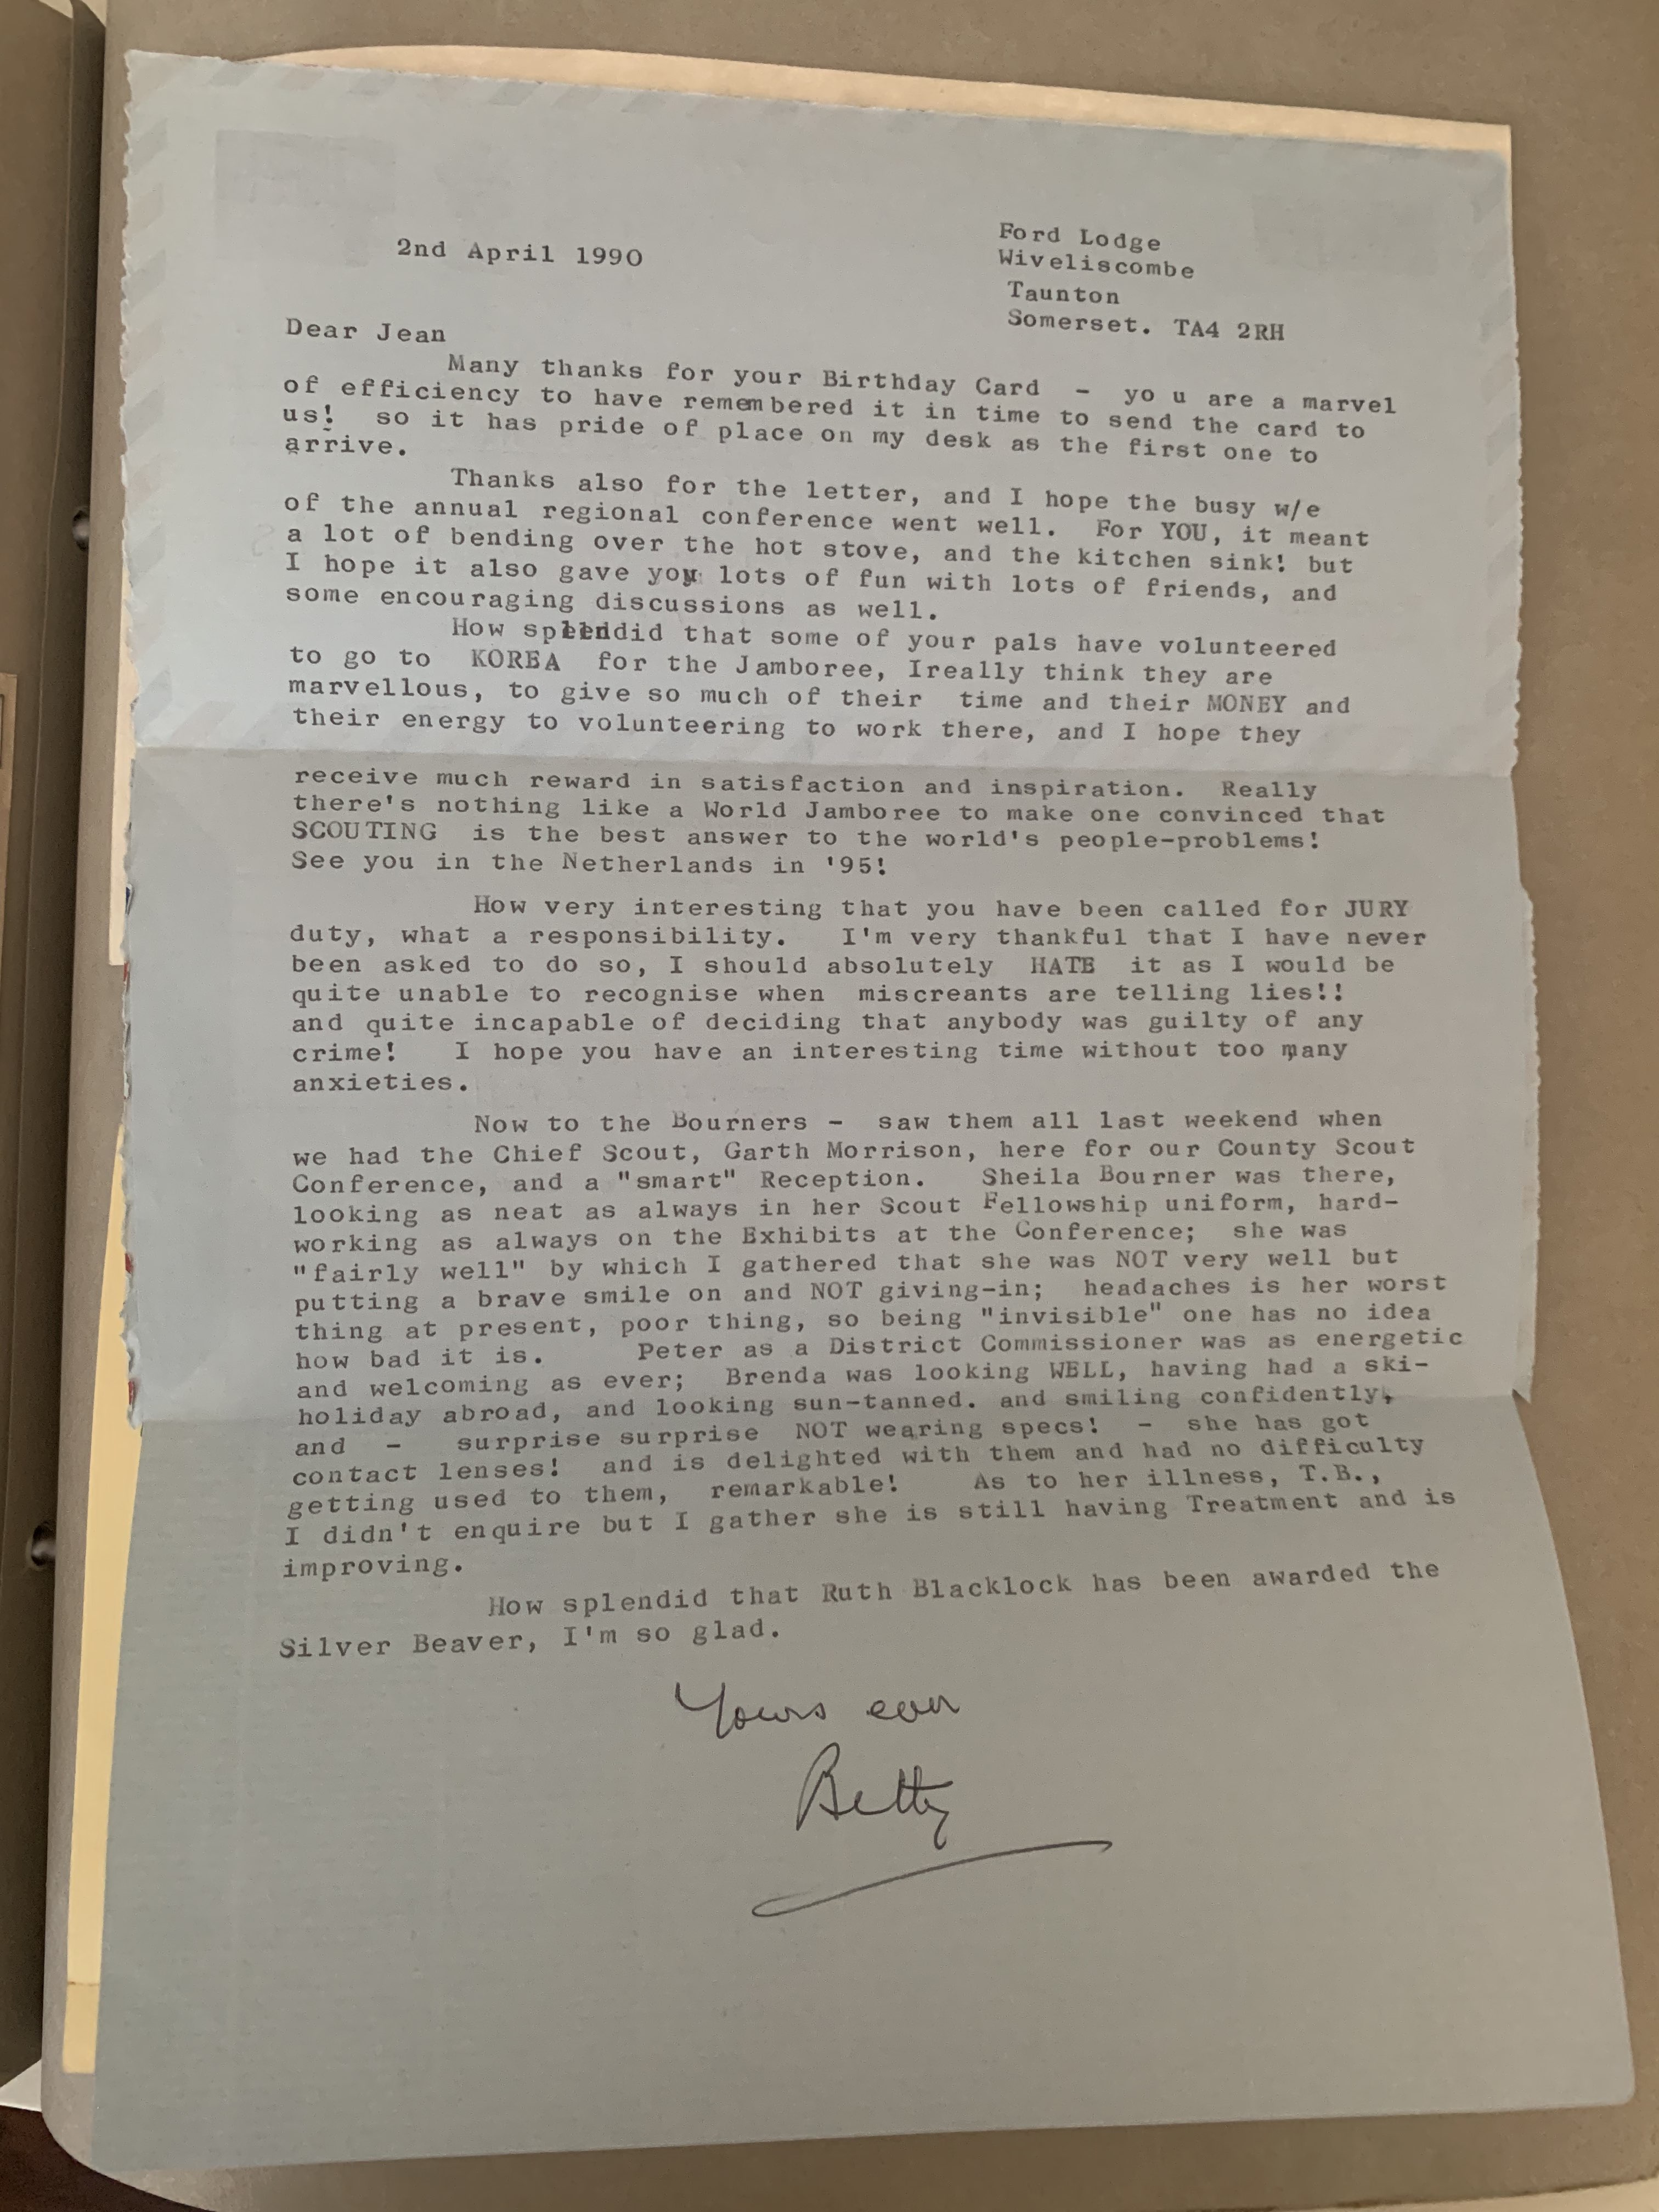 2nd April 1990
Ford Lodge
Wiveliscombe
Taunton
Somerset. TA4 2RH
Dear Jean
Many thanks for your Birthday Card - yo u are a marvel
of efficiency to have remembered it in time to send the card to
us! so it has pride of place on my desk as the first one to
arrive.
Thanks also for the letter, and I hope the busy w/e
of the annual regional conference went well. For YOU, it meant
a lot of bending over the hot stove, and the kitchen sink! but
I hope it also gave you lots of fun with lots of friends, and
some encouraging discussions as well.
How splendid that some of your pals have volunteered
to go to KOREA for the Jamboree, Ireally think they are
marvellous, to give so much of their time and their MONEY and
their energy to volunteering to work there, and I hope they
receive much reward in satisfaction and inspiration. Really
there's nothing like a World Jamboree to make one convinced that
SCOUTING is the best answer to the world's people-problems!
See you in the Netherlands in '95!
How very interesting that you have been called for JURY
duty, what a responsibility. I'm very thankful that I have never
been asked to do so, I should absolutely HATE it as I would be
quite unable to recognise when miscreants are telling lies!!
and quite incapable of deciding that anybody was guilty of any
crime! I hope you have an interesting time without too many
anxieties.
Now to the Bourners - saw them all last weekend when
we had the Chief Scout, Garth Morrison, here for our County Scout
Conference, and a "smart" Reception. Sheila Bourner was there,
looking as neat as always in her Scout Fellowship uniform, hard-
working as always on the Exhibits at the Conference; she was
"fairly well" by which I gathered that she was NOT very well but
putting a brave smile on and NOT giving-in; headaches is her worst
thing at present, poor thing, so being "invisible" one has no idea
how bad it is. Peter as a District Commissioner was as energetic
and welcoming as ever; Brenda was looking WELL, having had a ski-
holiday abroad, and looking sun-tanned. and smiling confidently,
and - surprise surprise NOT wearing specs! - she has got
contact lenses! and is delighted with them and had no difficulty
getting used to them, remarkable! As to her illness, T.B.,
I didn't enquire but I gather she is still having Treatment and is
improving.
How splendid that Ruth Blacklock has been awarded the
Silver Beaver, I'm so glad.
Yours ever
Betty